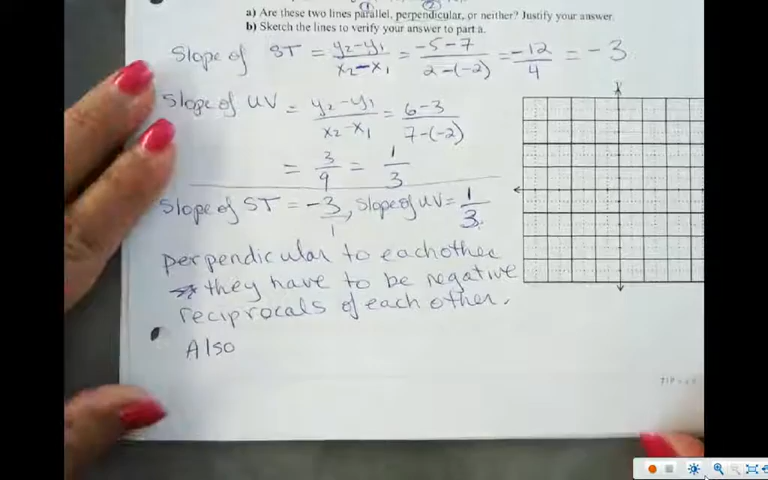 a) Are these two lines parallel, perpendicular, or neither? Justify your answer.
b) Sketch the lines to verify your answer to part a.
Slope of ST = y2-y1/x2-x1 = -5-7/2-(-2) = -12/4 = -3
Slope of UV = y2-y1/x2-x1 = 6-3/7-(-2)
= 3/9 = 1/3
Slope of ST = -3/1, slope of UV = 1/3.
perpendicular to eachother
* they have to be negative
reciprocals of each other.
Also